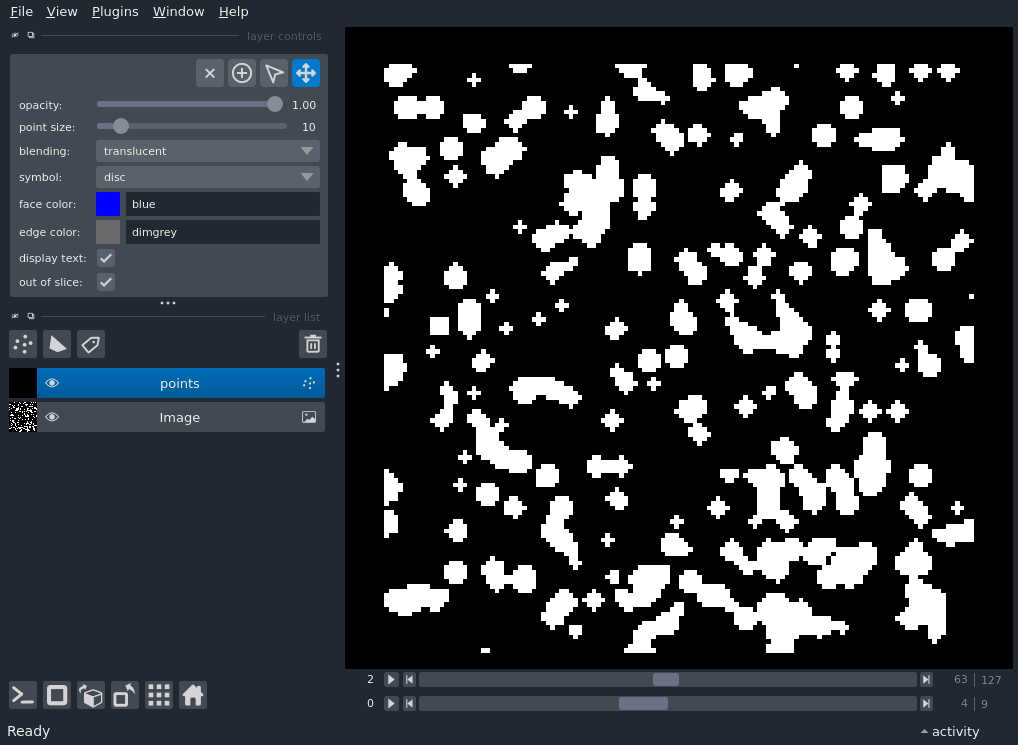 File View Plugins Window Help
layer controls
opacity: 1.00
point size: 10
blending: translucent
symbol: disc
face color: blue
edge color: dimgrey
display text:
out of slice:
layer list
points
Image
2 63 127
0 4 9
Ready activity